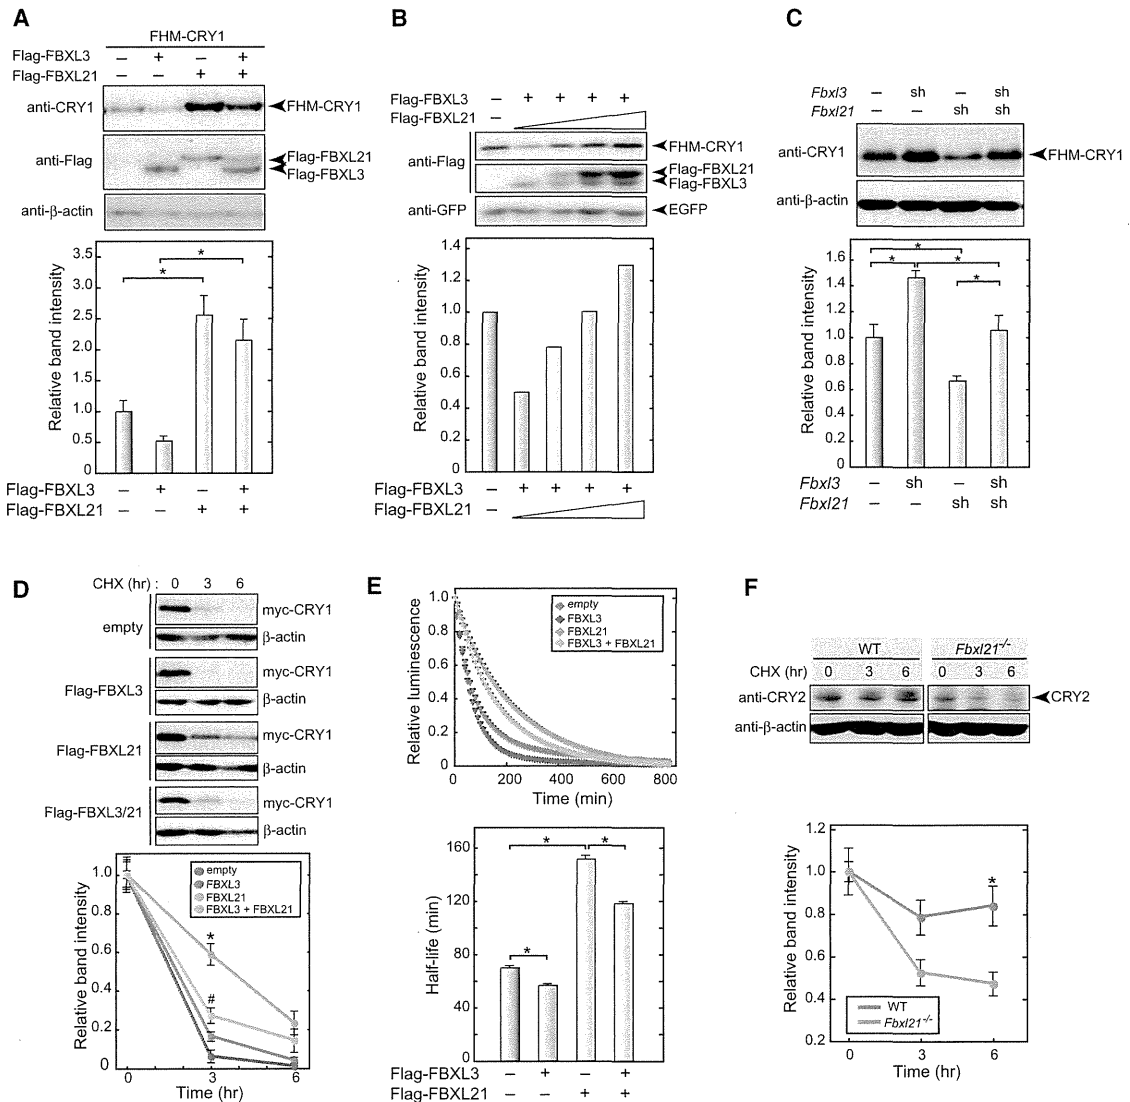 A
FHM-CRY1
Flag-FBXL3 – + – +
Flag-FBXL21 – – + +
anti-CRY1
FHM-CRY1
anti-Flag
Flag-FBXL21
Flag-FBXL3
anti-β-actin
Relative band intensity
3.5
3.0
2.5
2.0
1.5
1.0
0.5
0
* *
Flag-FBXL3 – + – +
Flag-FBXL21 – – + +
B
Flag-FBXL3 – + + + +
Flag-FBXL21 –
anti-Flag
FHM-CRY1
Flag-FBXL21
Flag-FBXL3
anti-GFP
EGFP
Relative band intensity
1.4
1.2
1.0
0.8
0.6
1.4
0.2
0
Flag-FBXL3 – + + + +
Flag-FBXL21 –
C
Fbxl3 – sh – sh
Fbxl21 – – sh sh
anti-CRY1
FHM-CRY1
anti-β-actin
Relative band intensity
1.6
1.4
1.2
1.0
0.8
0.6
1.4
0.2
0
* * * *
Fbxl3 – sh – sh
Fbxl21 – – sh sh
D
CHX (hr) : 0 3 6
empty
myc-CRY1
β-actin
Flag-FBXL3
myc-CRY1
β-actin
Flag-FBXL21
myc-CRY1
β-actin
Flag-FBXL3/21
myc-CRY1
β-actin
Relative band intensity
1.0
0.8
0.6
0.4
0.2
0
empty
FBXL3
FBXL21
FBXL3 + FBXL21
*
#
0 3 6
Time (hr)
E
Relative luminescence
1.0
0.8
0.6
0.4
0.2
0
empty
FBXL3
FBXL21
FBXL3 + FBXL21
0 200 400 600 800
Time (min)
Half-life (min)
160
120
80
40
0
* * *
Flag-FBXL3 – + – +
Flag-FBXL21 – – + +
F
WT Fbxl21-/-
CHX (hr) 0 3 6 0 3 6
anti-CRY2
CRY2
anti-β-actin
Relative band intensity
1.2
1.0
0.8
0.6
0.4
0.2
*
WT
Fbxl21-/-
0 3 6
Time (hr)